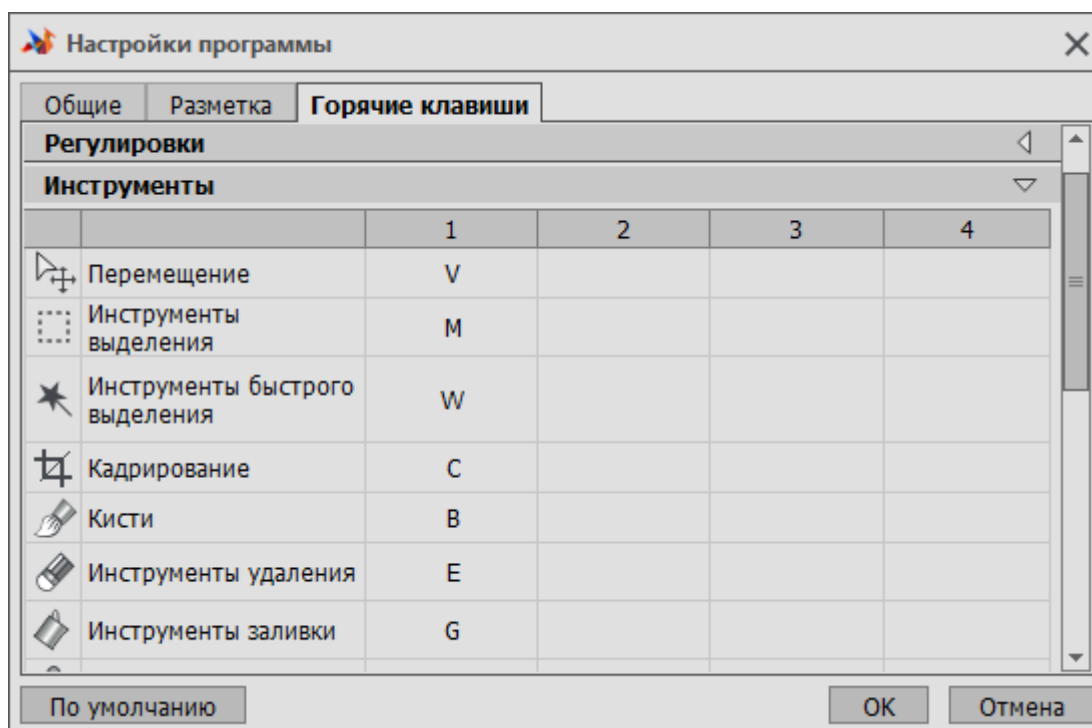 Настройки программы
Общие Разметка Горячие клавиши
Регулировки
Инструменты
1 2 3 4
Перемещение V
Инструменты
выделения M
Инструменты быстрого
выделения W
Кадрирование C
Кисти B
Инструменты удаления E
Инструменты заливки G
По умолчанию OK Отмена